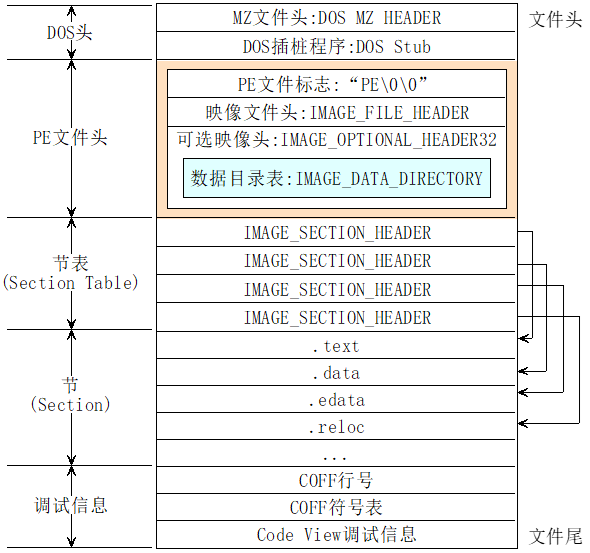 MZ文件头:DOS MZ HEADER
文件头
DOS头
DOS插桩程序:DOS Stub
PE文件标志:“PE\0\0”
映像文件头:IMAGE_FILE_HEADER
PE文件头
可选映像头:IMAGE_OPTIONAL_HEADER32
数据目录表:IMAGE_DATA_DIRECTORY
IMAGE_SECTION_HEADER
节表
(Section Table)
IMAGE_SECTION_HEADER
IMAGE_SECTION_HEADER
IMAGE_SECTION_HEADER
.text
.data
节
(Section)
.edata
.reloc
...
COFF行号
调试信息
COFF符号表
Code View调试信息
文件尾